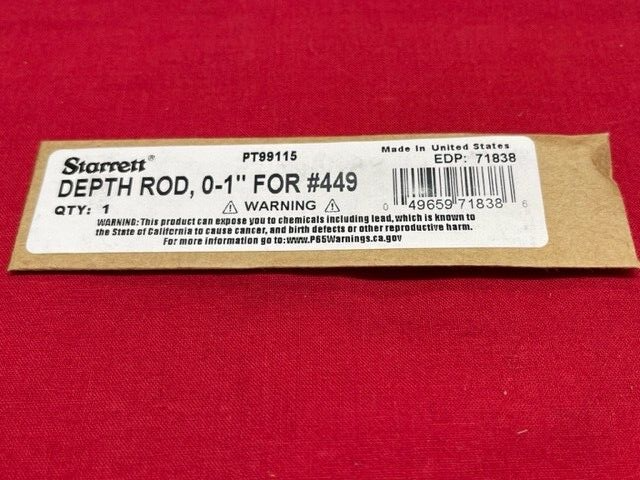 Starrett®
PT99115
Made In United States
EDP: 71838
DEPTH ROD, 0-1" FOR #449
QTY: 1
⚠ WARNING ⚠
0 49659 71838 6
WARNING: This product can expose you to chemicals including lead, which is known to
the State of California to cause cancer, and birth defects or other reproductive harm.
For more information go to: www.P65Warnings.ca.gov